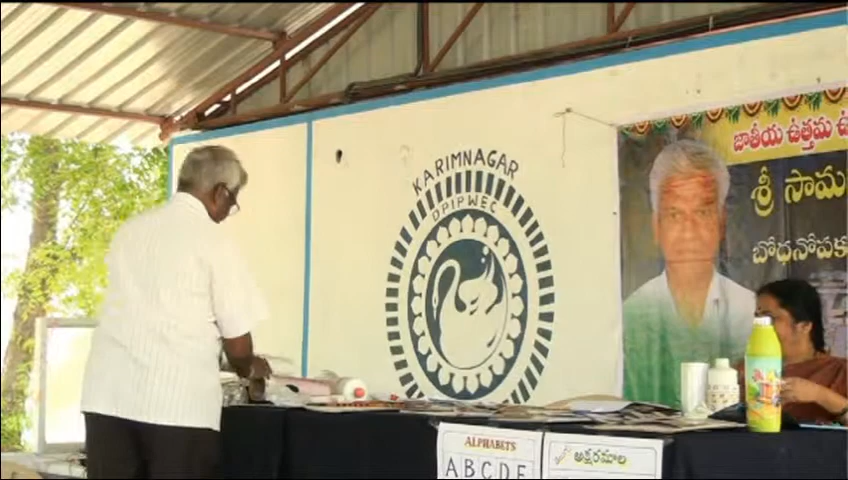 KARIMNAGAR
DPIPWEC
జాతీయ ఉత్తమ
శ్రీ
బోధనోపక
ALPHABETS
A B C D E
అక్షరమాల